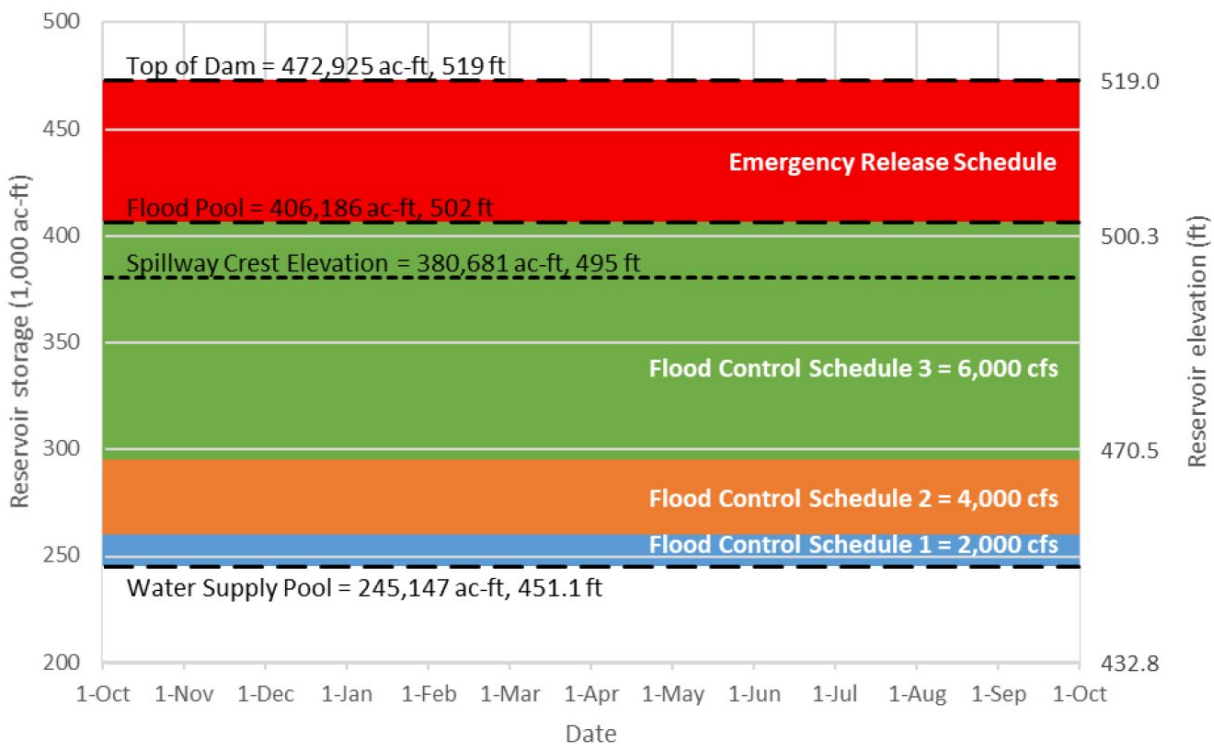 500
Top of Dam = 472,925 ac-ft, 519 ft
519.0
450
Emergency Release Schedule
Flood Pool = 406,186 ac-ft, 502 ft
400
500.3
Spillway Crest Elevation = 380,681 ac-ft, 495 ft
350
Flood Control Schedule 3 = 6,000 cfs
300
470.5
Flood Control Schedule 2 = 4,000 cfs
Flood Control Schedule 1 = 2,000 cfs
250
Water Supply Pool = 245,147 ac-ft, 451.1 ft
200
432.8
Reservoir storage (1,000 ac-ft)
Reservoir elevation (ft)
1-Oct 1-Nov 1-Dec 1-Jan 1-Feb 1-Mar 1-Apr 1-May 1-Jun 1-Jul 1-Aug 1-Sep 1-Oct
Date